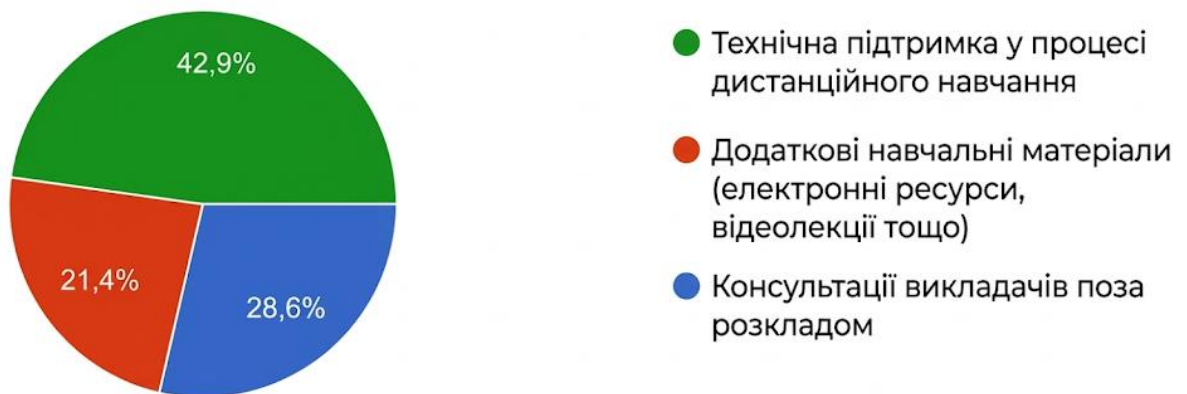 42,9%
21,4%
28,6%
Технічна підтримка у процесі
дистанційного навчання
Додаткові навчальні матеріали
(електронні ресурси,
відеолекції тощо)
Консультації викладачів поза
розкладом